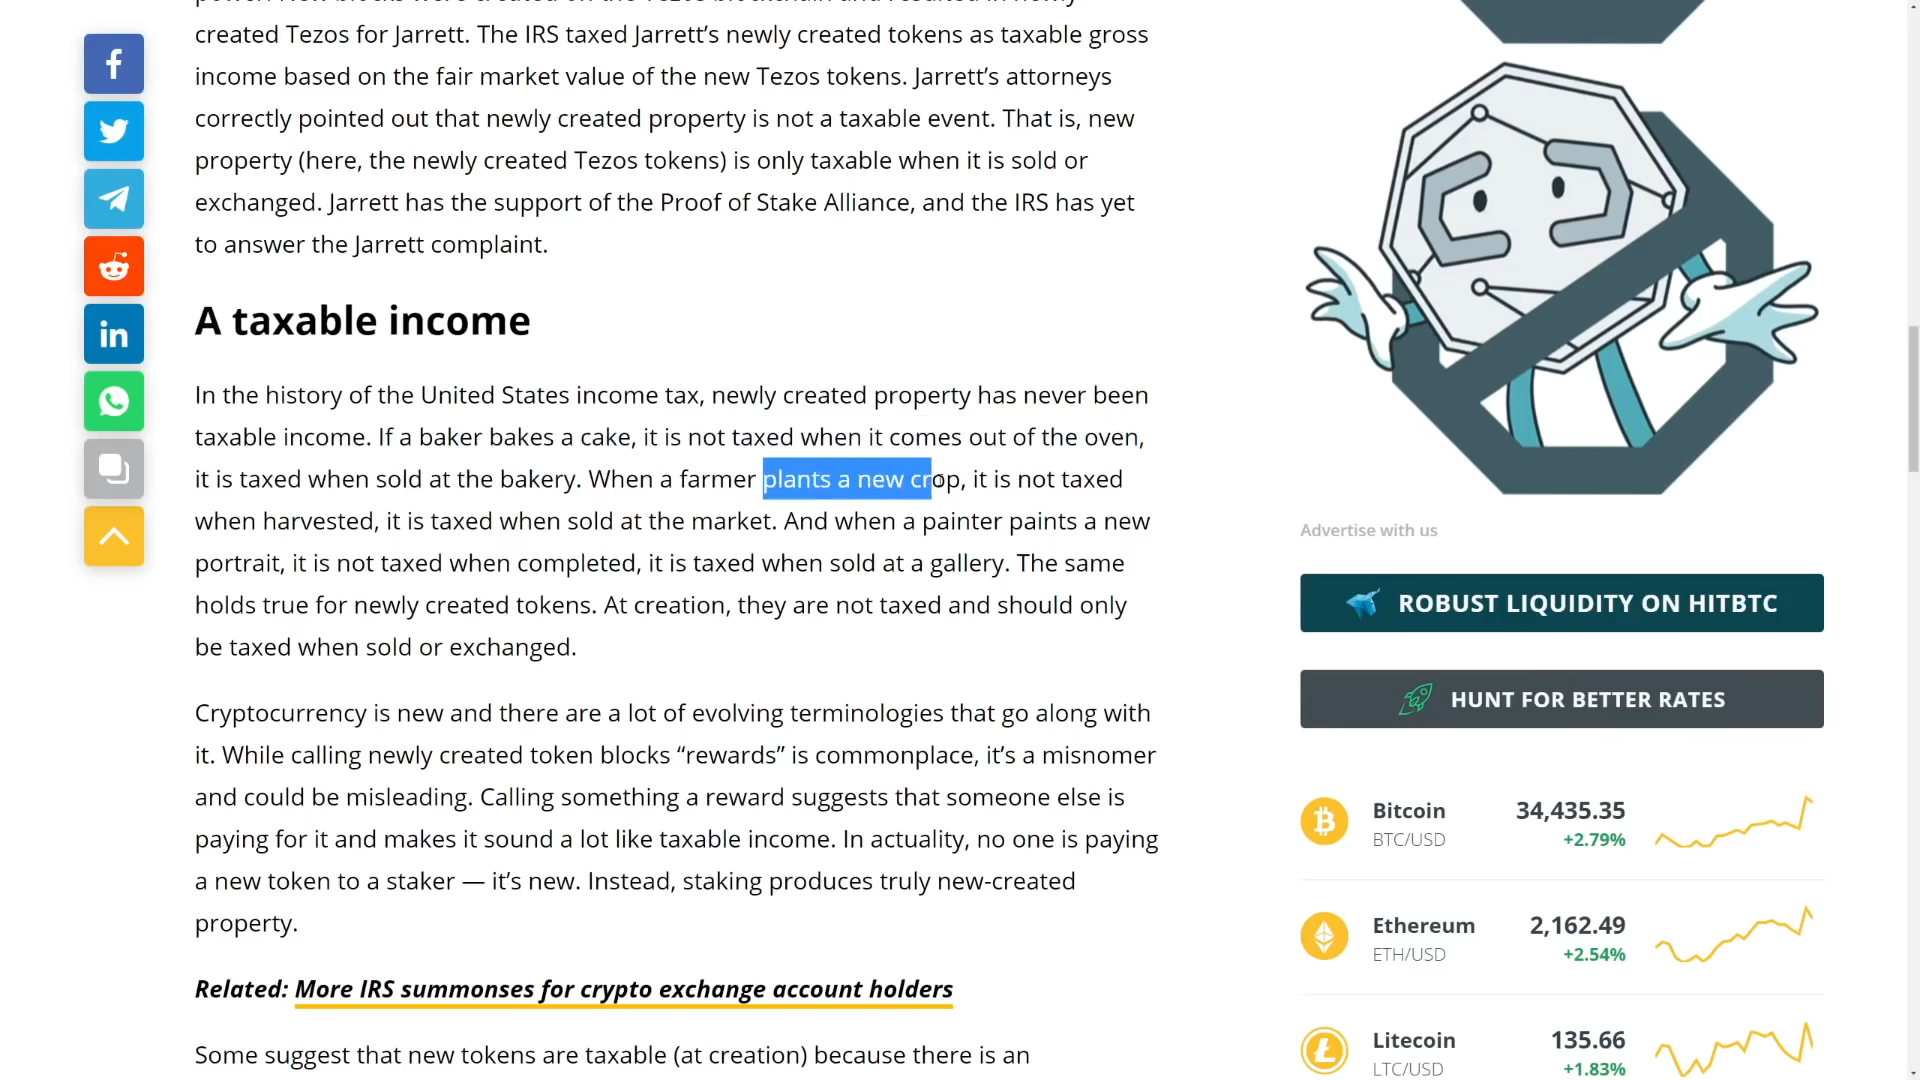 created Tezos for Jarrett. The IRS taxed Jarrett’s newly created tokens as taxable gross
income based on the fair market value of the new Tezos tokens. Jarrett’s attorneys
correctly pointed out that newly created property is not a taxable event. That is, new
property (here, the newly created Tezos tokens) is only taxable when it is sold or
exchanged. Jarrett has the support of the Proof of Stake Alliance, and the IRS has yet
to answer the Jarrett complaint.
A taxable income
In the history of the United States income tax, newly created property has never been
taxable income. If a baker bakes a cake, it is not taxed when it comes out of the oven,
it is taxed when sold at the bakery. When a farmer plants a new crop, it is not taxed
when harvested, it is taxed when sold at the market. And when a painter paints a new
portrait, it is not taxed when completed, it is taxed when sold at a gallery. The same
holds true for newly created tokens. At creation, they are not taxed and should only
be taxed when sold or exchanged.
Cryptocurrency is new and there are a lot of evolving terminologies that go along with
it. While calling newly created token blocks “rewards” is commonplace, it’s a misnomer
and could be misleading. Calling something a reward suggests that someone else is
paying for it and makes it sound a lot like taxable income. In actuality, no one is paying
a new token to a staker — it’s new. Instead, staking produces truly new-created
property.
Related: More IRS summonses for crypto exchange account holders
Some suggest that new tokens are taxable (at creation) because there is an
Advertise with us
ROBUST LIQUIDITY ON HITBTC
HUNT FOR BETTER RATES
Bitcoin 34,435.35
BTC/USD +2.79%
Ethereum 2,162.49
ETH/USD +2.54%
Litecoin 135.66
LTC/USD +1.83%